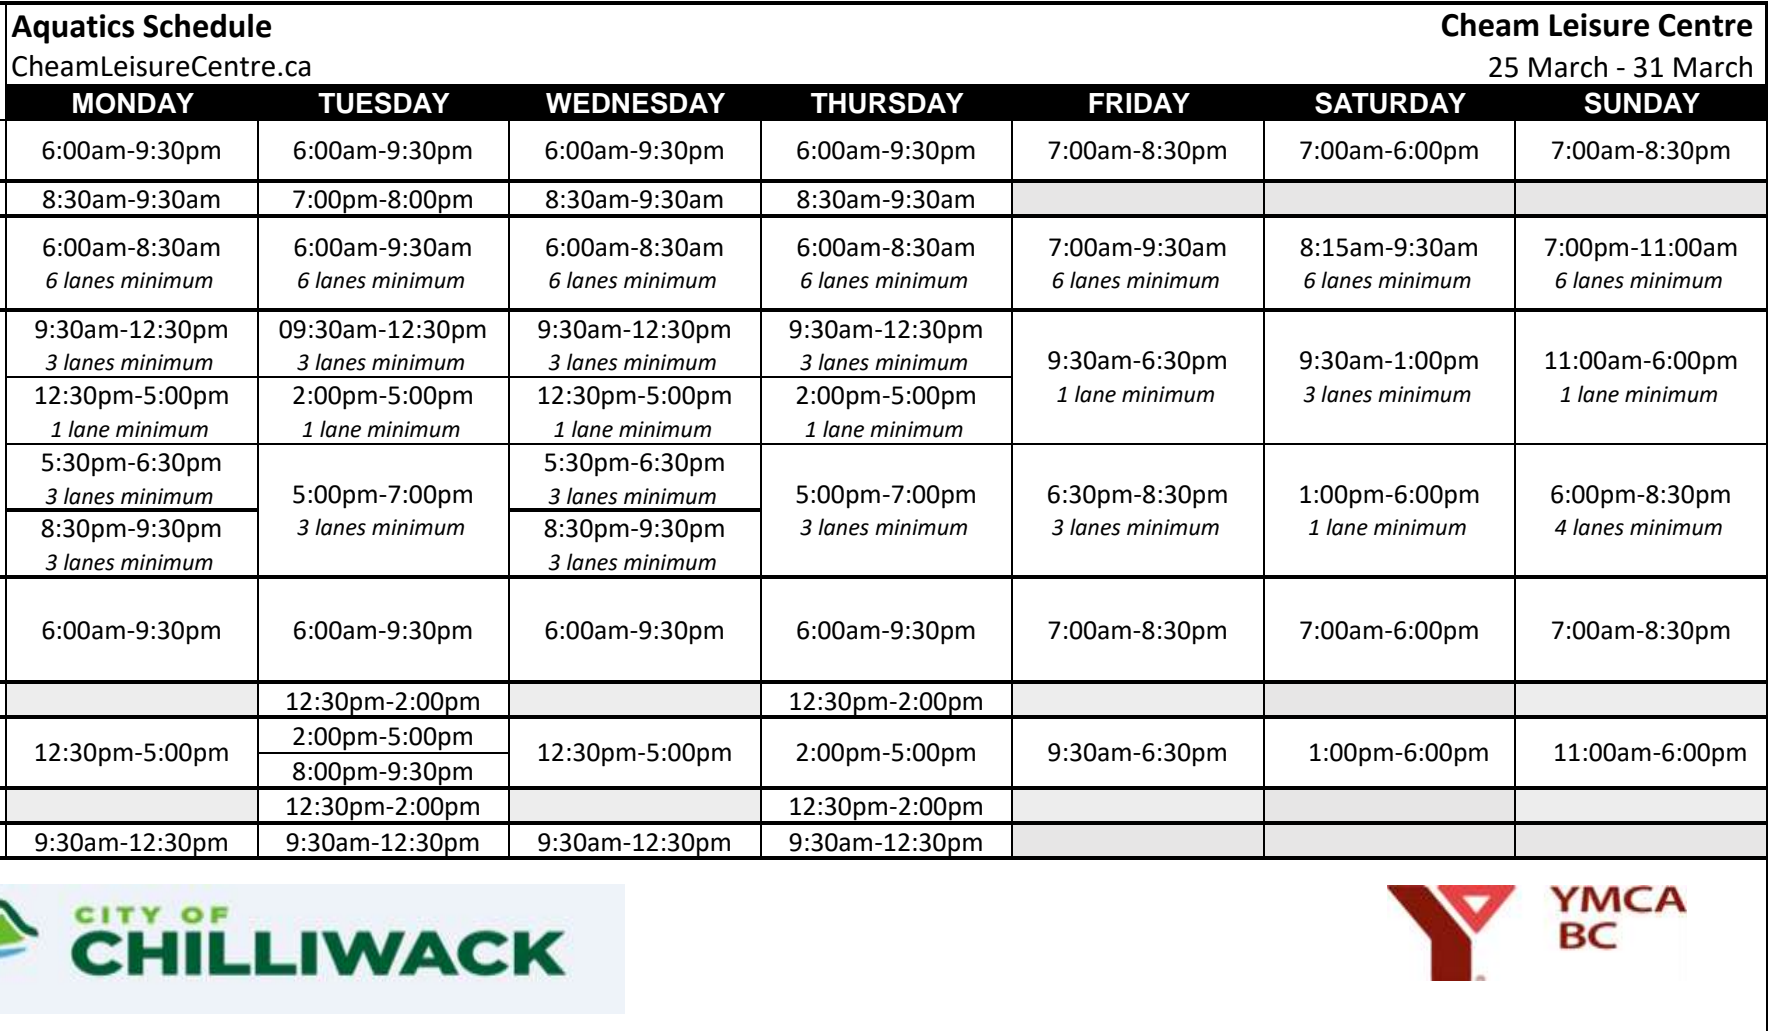 Aquatics Schedule Cheam Leisure Centre
CheamLeisureCentre.ca 25 March - 31 March
MONDAY TUESDAY WEDNESDAY THURSDAY FRIDAY SATURDAY SUNDAY
6:00am-9:30pm 6:00am-9:30pm 6:00am-9:30pm 6:00am-9:30pm 7:00am-8:30pm 7:00am-6:00pm 7:00am-8:30pm
8:30am-9:30am 7:00pm-8:00pm 8:30am-9:30am 8:30am-9:30am
6:00am-8:30am 6:00am-9:30am 6:00am-8:30am 6:00am-8:30am 7:00am-9:30am 8:15am-9:30am 7:00pm-11:00am
6 lanes minimum 6 lanes minimum 6 lanes minimum 6 lanes minimum 6 lanes minimum 6 lanes minimum 6 lanes minimum
9:30am-12:30pm 09:30am-12:30pm 9:30am-12:30pm 9:30am-12:30pm
3 lanes minimum 3 lanes minimum 3 lanes minimum 3 lanes minimum
9:30am-6:30pm 9:30am-1:00pm 11:00am-6:00pm
12:30pm-5:00pm 2:00pm-5:00pm 12:30pm-5:00pm 2:00pm-5:00pm
1 lane minimum 3 lanes minimum 1 lane minimum
1 lane minimum 1 lane minimum 1 lane minimum 1 lane minimum
5:30pm-6:30pm 5:30pm-6:30pm
3 lanes minimum 3 lanes minimum
5:00pm-7:00pm 5:00pm-7:00pm 6:30pm-8:30pm 1:00pm-6:00pm 6:00pm-8:30pm
3 lanes minimum 3 lanes minimum 3 lanes minimum 1 lane minimum 4 lanes minimum
8:30pm-9:30pm 8:30pm-9:30pm
3 lanes minimum 3 lanes minimum
6:00am-9:30pm 6:00am-9:30pm 6:00am-9:30pm 6:00am-9:30pm 7:00am-8:30pm 7:00am-6:00pm 7:00am-8:30pm
12:30pm-2:00pm 12:30pm-2:00pm
12:30pm-5:00pm 2:00pm-5:00pm 12:30pm-5:00pm 2:00pm-5:00pm 9:30am-6:30pm 1:00pm-6:00pm 11:00am-6:00pm
8:00pm-9:30pm
12:30pm-2:00pm 12:30pm-2:00pm
9:30am-12:30pm 9:30am-12:30pm 9:30am-12:30pm 9:30am-12:30pm
CITY OF
CHILLIWACK
YMCA
BC